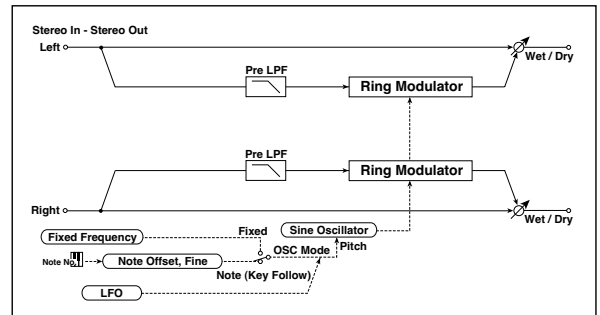 Stereo In - Stereo Out
Left
Wet / Dry
Pre LPF
Ring Modulator
Pre LPF
Ring Modulator
Right
Wet / Dry
Fixed Frequency
Fixed
Sine Oscillator
OSC Mode
Pitch
Note No.
Note Offset, Fine
Note (Key Follow)
LFO